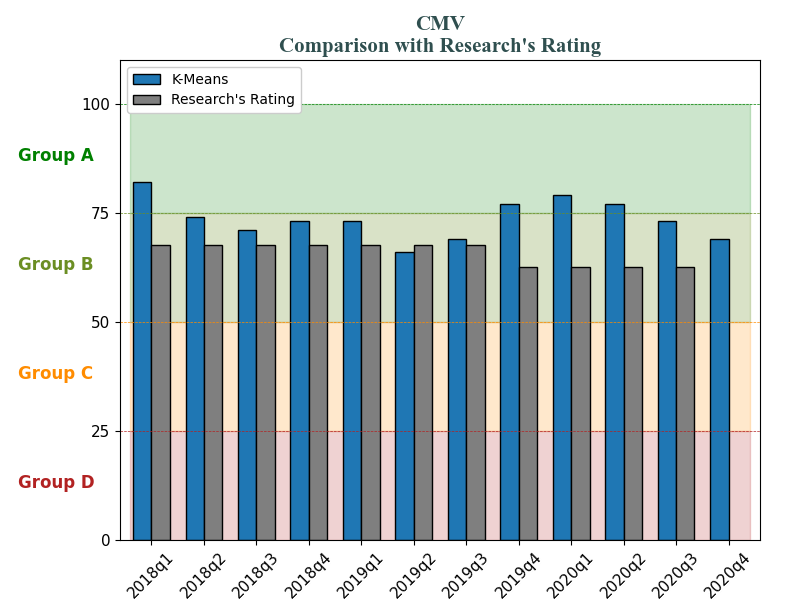 CMV
Comparison with Research's Rating
K-Means
Research's Rating
100
Group A
75
Group B
50
Group C
25
Group D
0
2018q1 2018q2 2018q3 2018q4 2019q1 2019q2 2019q3 2019q4 2020q1 2020q2 2020q3 2020q4